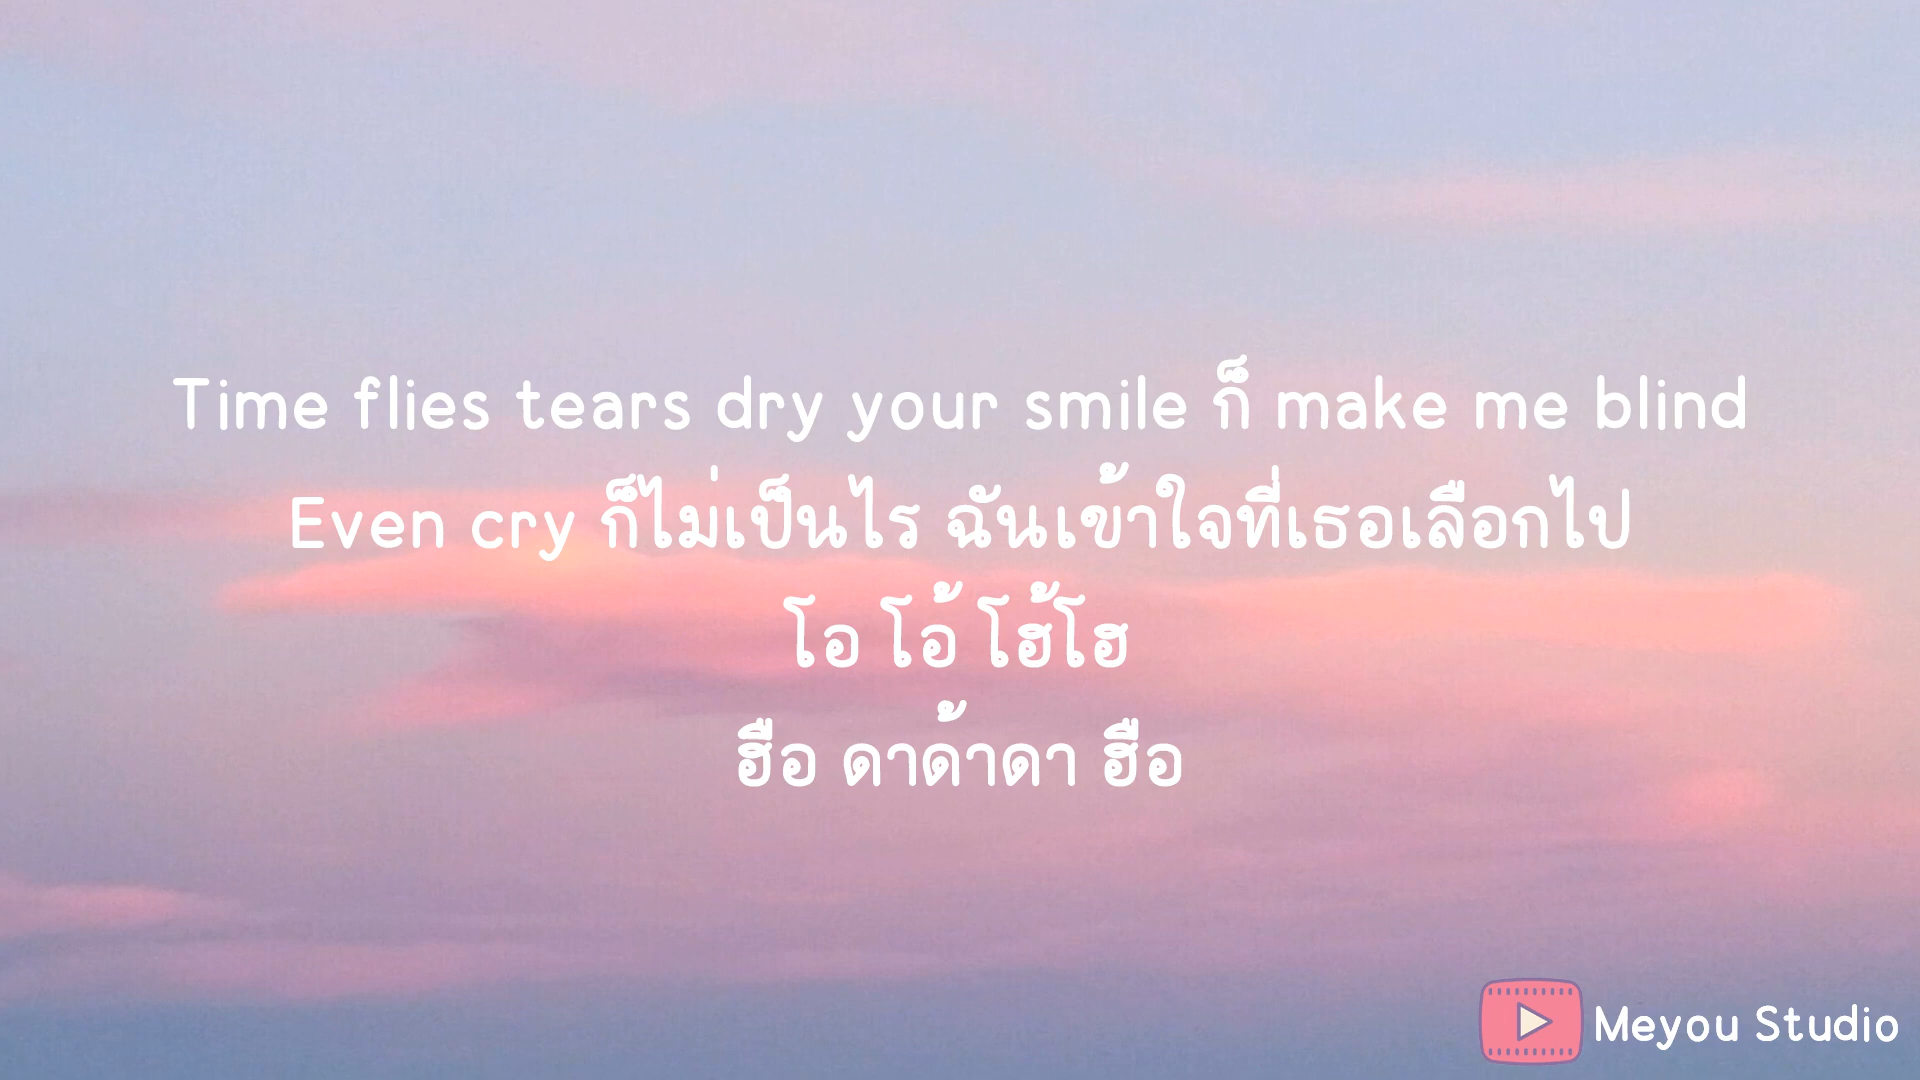 Time flies tears dry your smile ก็ make me blind
Even cry ก็ไม่เป็นไร ฉันเข้าใจที่เธอเลือกไป
โอ โอ้ โฮ้โฮ
ฮือ ดาด้าดา ฮือ
Meyou Studio